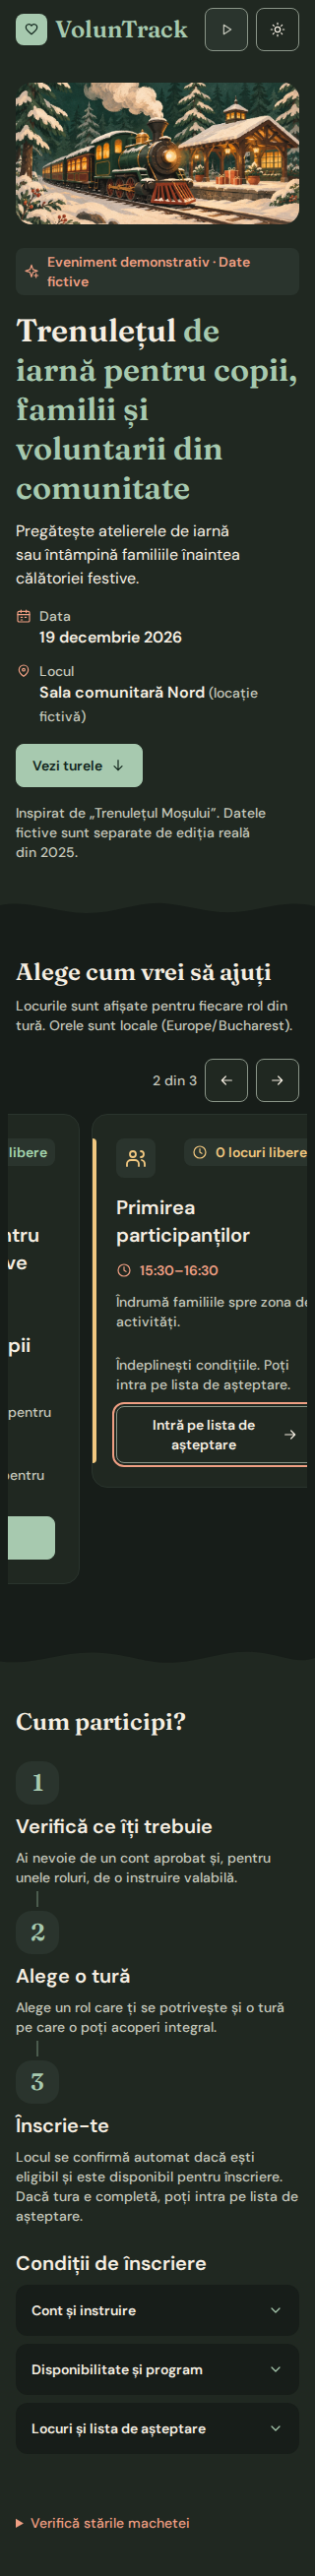 VolunTrack
Eveniment demonstrativ · Date
fictive
Trenulețul de
iarnă pentru copii,
familii și
voluntarii din
comunitate
Pregătește atelierele de iarnă
sau întâmpină familiile înaintea
călătoriei festive.
Data
19 decembrie 2026
Locul
Sala comunitară Nord (locație
fictivă)
Vezi turele
Inspirat de „Trenulețul Moșului”. Datele
fictive sunt separate de ediția reală
din 2025.
Alege cum vrei să ajuți
Locurile sunt afișate pentru fiecare rol din
tură. Orele sunt locale (Europe/Bucharest).
2 din 3
libere
ntru
ve
pii
pentru
pentru
0 locuri libere
Primirea
participanților
15:30–16:30
Îndrumă familiile spre zona de
activități.
Îndeplinești condițiile. Poți
intra pe lista de așteptare.
Intră pe lista de
așteptare
Cum participi?
1
Verifică ce îți trebuie
Ai nevoie de un cont aprobat și, pentru
unele roluri, de o instruire valabilă.
2
Alege o tură
Alege un rol care ți se potrivește și o tură
pe care o poți acoperi integral.
3
Înscrie-te
Locul se confirmă automat dacă ești
eligibil și este disponibil pentru înscriere.
Dacă tura e completă, poți intra pe lista de
așteptare.
Condiții de înscriere
Cont și instruire
Disponibilitate și program
Locuri și lista de așteptare
Verifică stările machetei